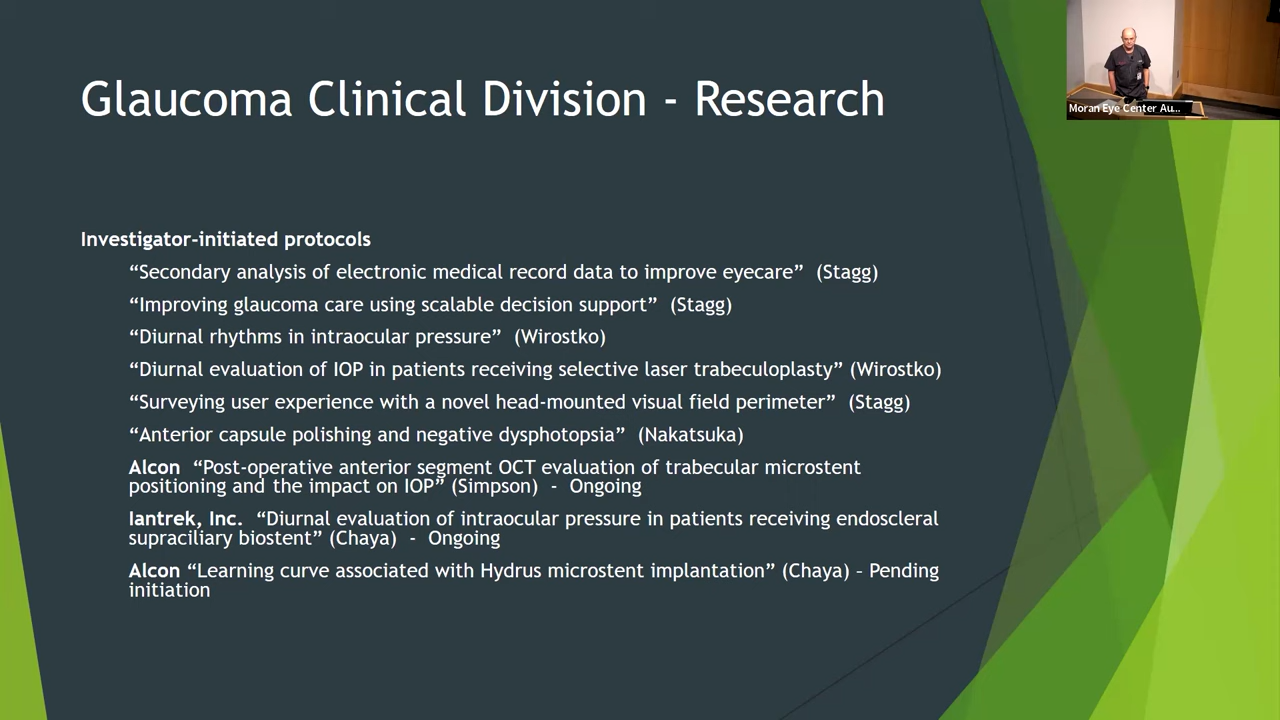 Glaucoma Clinical Division - Research
Moran Eye Center Au...
Investigator-initiated protocols
“Secondary analysis of electronic medical record data to improve eyecare” (Stagg)
“Improving glaucoma care using scalable decision support” (Stagg)
“Diurnal rhythms in intraocular pressure” (Wirostko)
“Diurnal evaluation of IOP in patients receiving selective laser trabeculoplasty” (Wirostko)
“Surveying user experience with a novel head-mounted visual field perimeter” (Stagg)
“Anterior capsule polishing and negative dysphotopsia” (Nakatsuka)
Alcon “Post-operative anterior segment OCT evaluation of trabecular microstent
positioning and the impact on IOP” (Simpson) - Ongoing
Iantrek, Inc. “Diurnal evaluation of intraocular pressure in patients receiving endoscleral
supraciliary biostent” (Chaya) - Ongoing
Alcon “Learning curve associated with Hydrus microstent implantation” (Chaya) – Pending
initiation